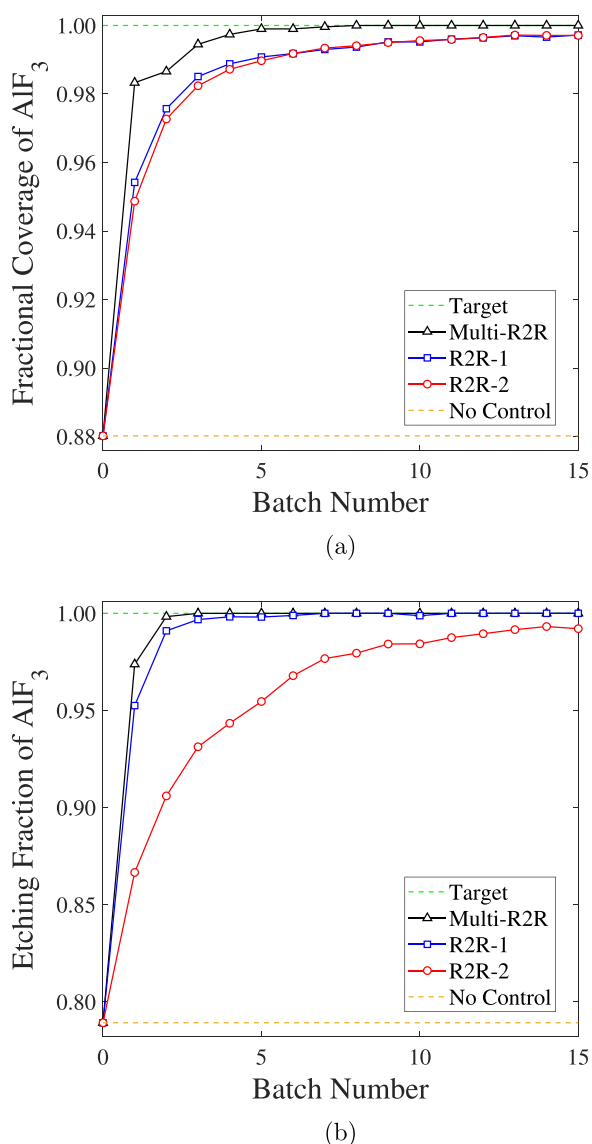 1.00
0.98
0.96
0.94
0.92
0.90
0.88
Fractional Coverage of AlF3
Target
Multi-R2R
R2R-1
R2R-2
No Control
0
5
10
15
Batch Number
(a)
1.00
0.95
0.90
0.85
0.80
Etching Fraction of AlF3
Target
Multi-R2R
R2R-1
R2R-2
No Control
0
5
10
15
Batch Number
(b)